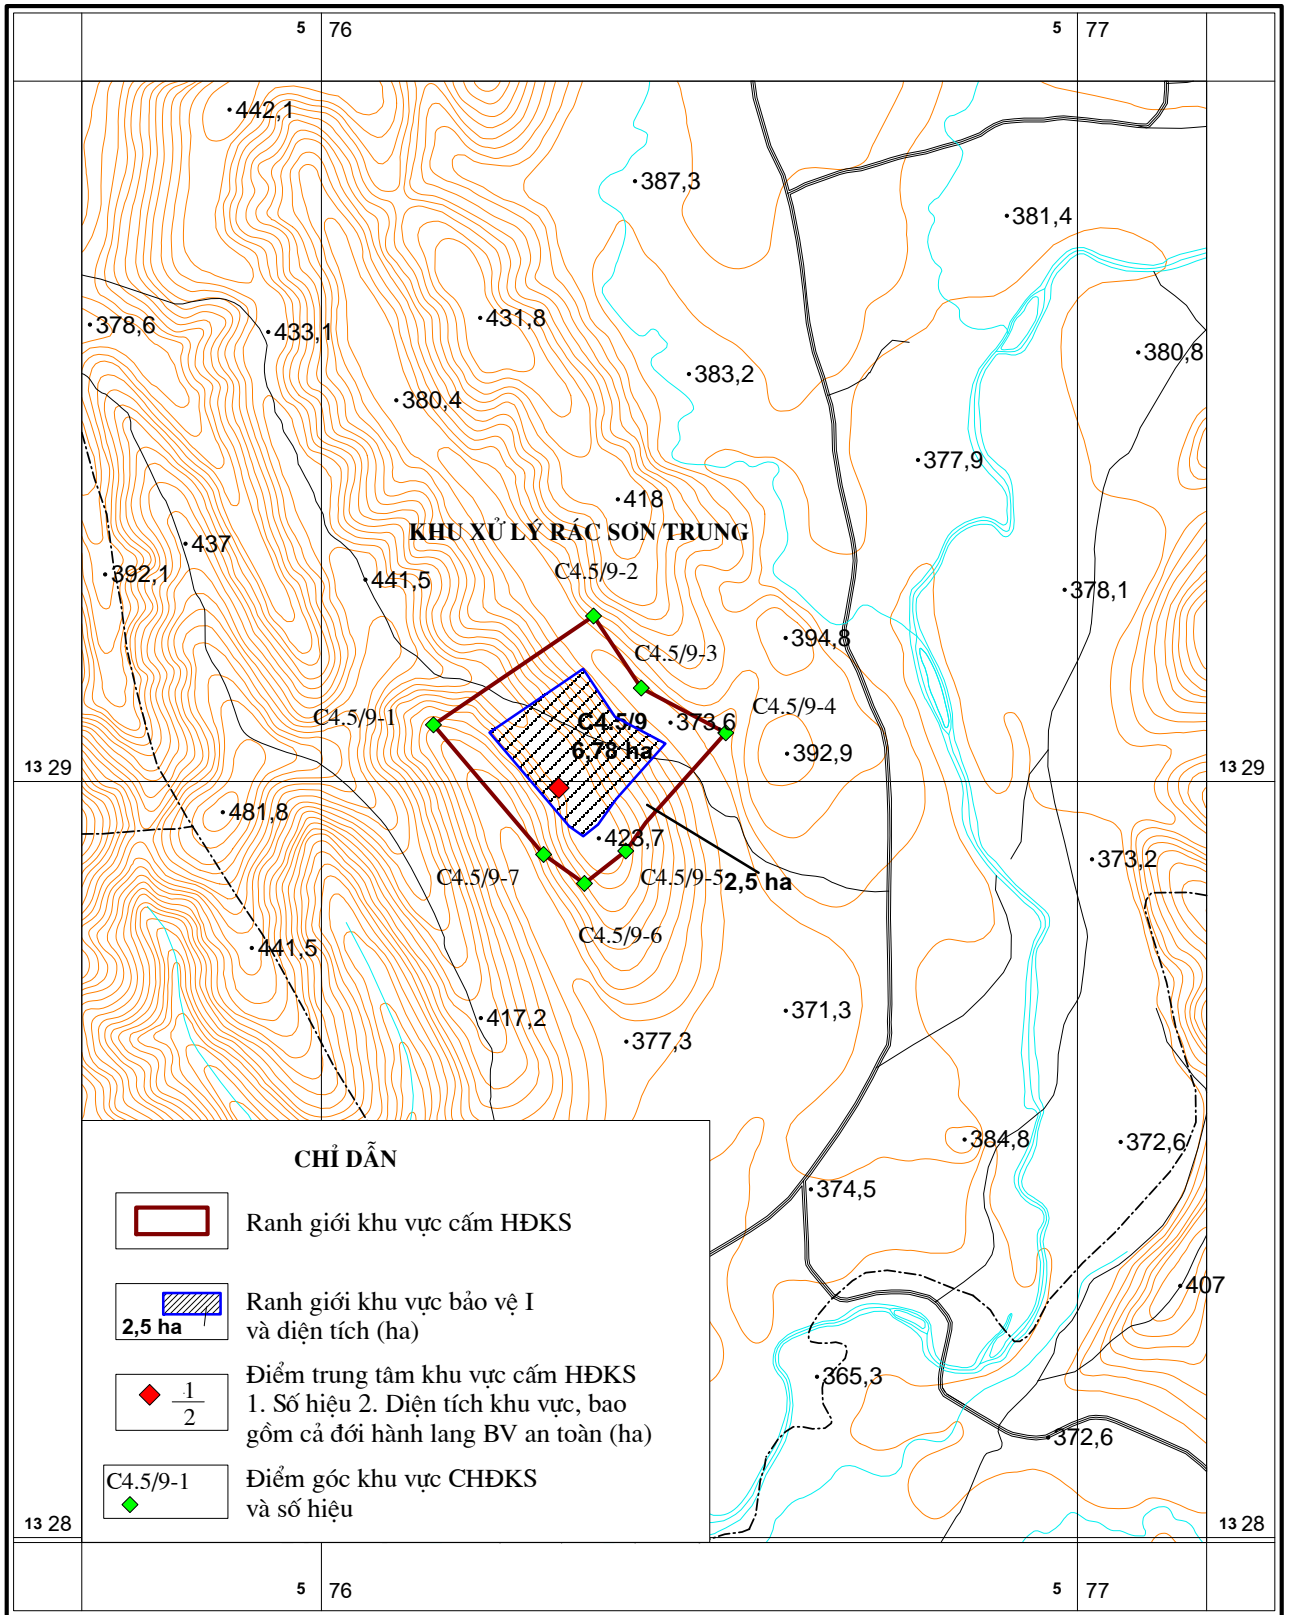 5 76
5 77
442,1
387,3
381,4
378,6
433,1
431,8
380,8
383,2
380,4
377,9
418
KHU XỬ LÝ RÁC SƠN TRUNG
437
C4.5/9-2
392,1
441,5
378,1
394,8
C4.5/9-3
C4.5/9-4
C4.5/9-1
C4.5/9
373,6
6,78 ha
392,9
13 29
13 29
481,8
423,7
373,2
C4.5/9-7
C4.5/9-5
2,5 ha
C4.5/9-6
441,5
371,3
417,2
377,3
384,8
372,6
CHỈ DẪN
374,5
Ranh giới khu vực cấm HĐKS
407
Ranh giới khu vực bảo vệ I
2,5 ha
và diện tích (ha)
365,3
Điểm trung tâm khu vực cấm HĐKS
1
2
1. Số hiệu 2. Diện tích khu vực, bao
gồm cả đới hành lang BV an toàn (ha)
372,6
C4.5/9-1
Điểm góc khu vực CHĐKS
và số hiệu
13 28
13 28
5 76
5 77